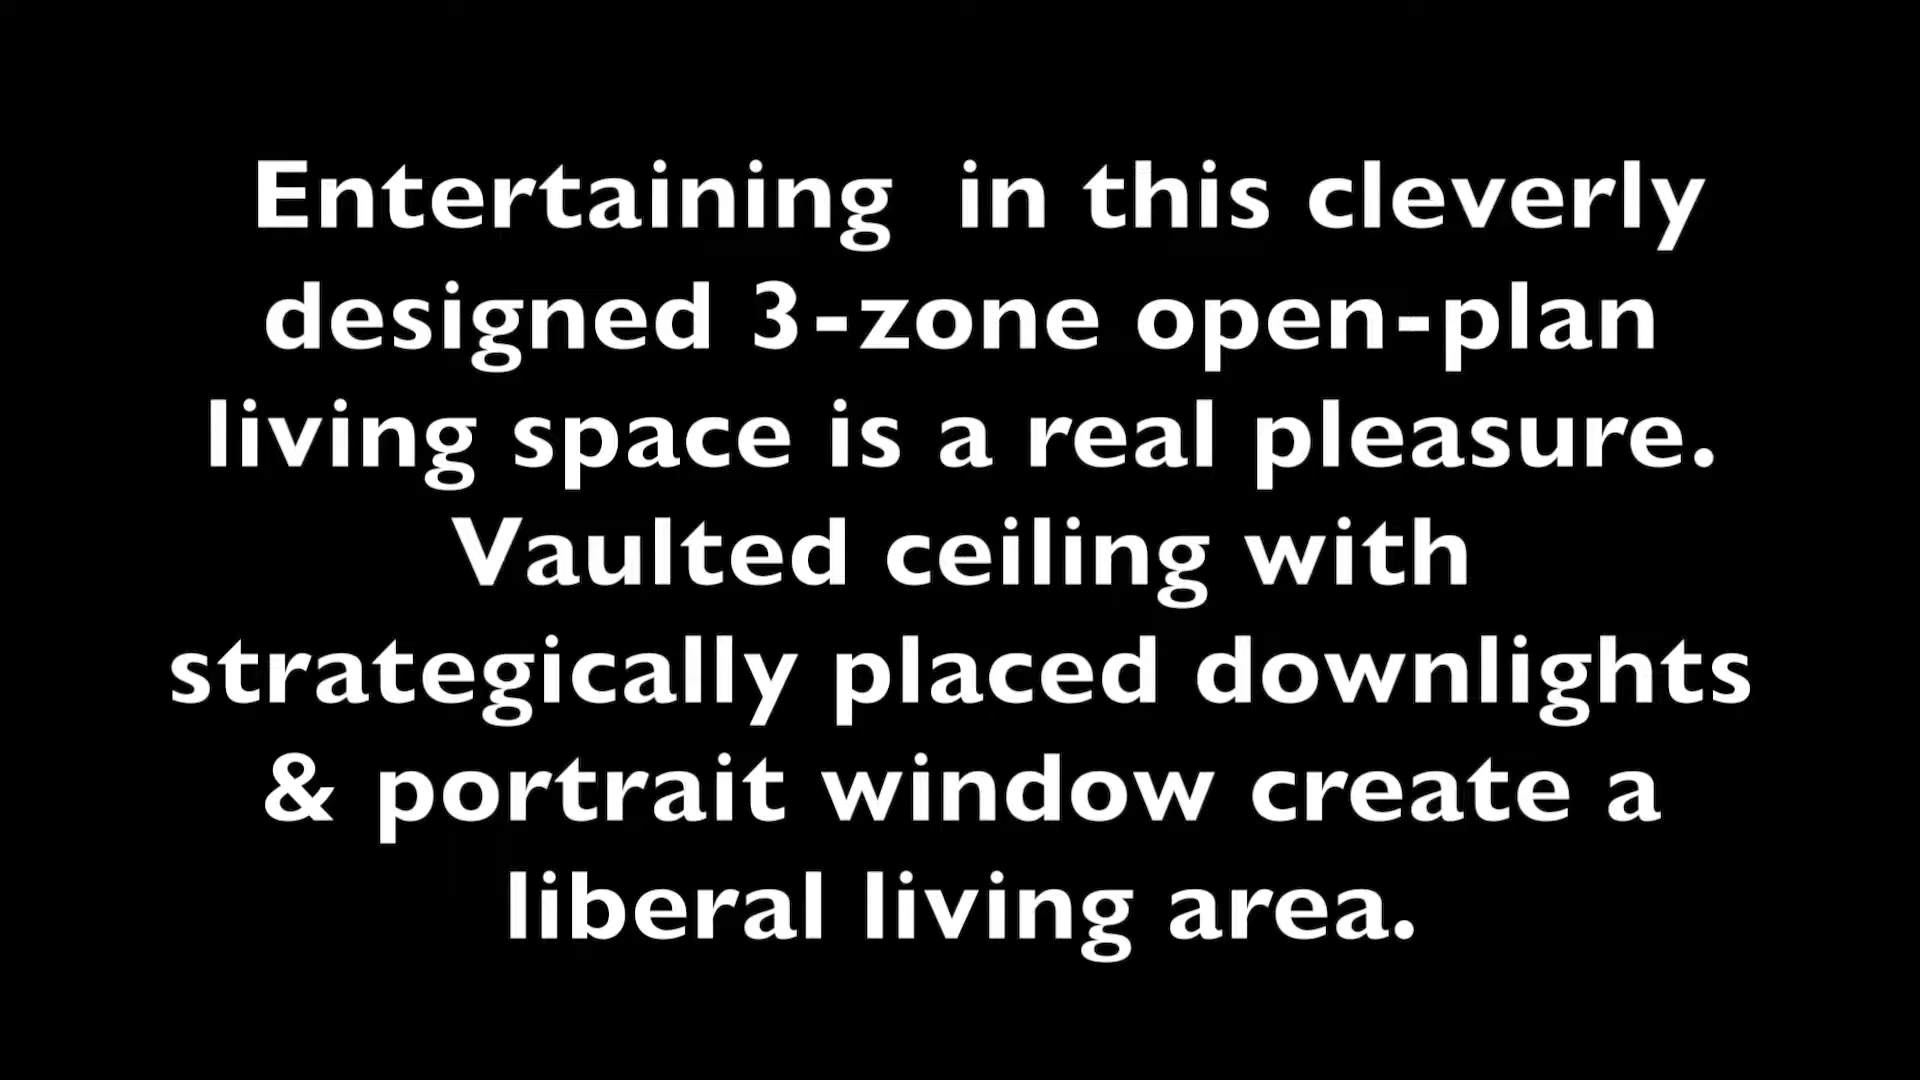 Entertaining  in this cleverly
designed 3-zone open-plan
living space is a real pleasure.
Vaulted ceiling with
strategically placed downlights
& portrait window create a
liberal living area.